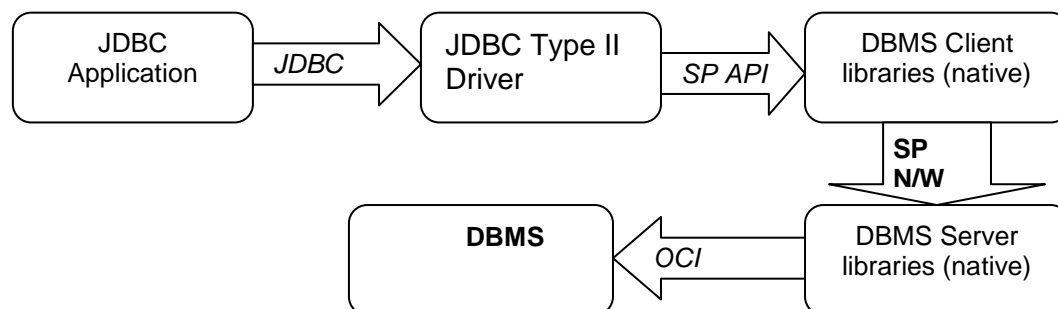 JDBC
Application
JDBC
JDBC Type II
Driver
SP API
DBMS Client
libraries (native)
SP
N/W
DBMS Server
libraries (native)
OCI
DBMS